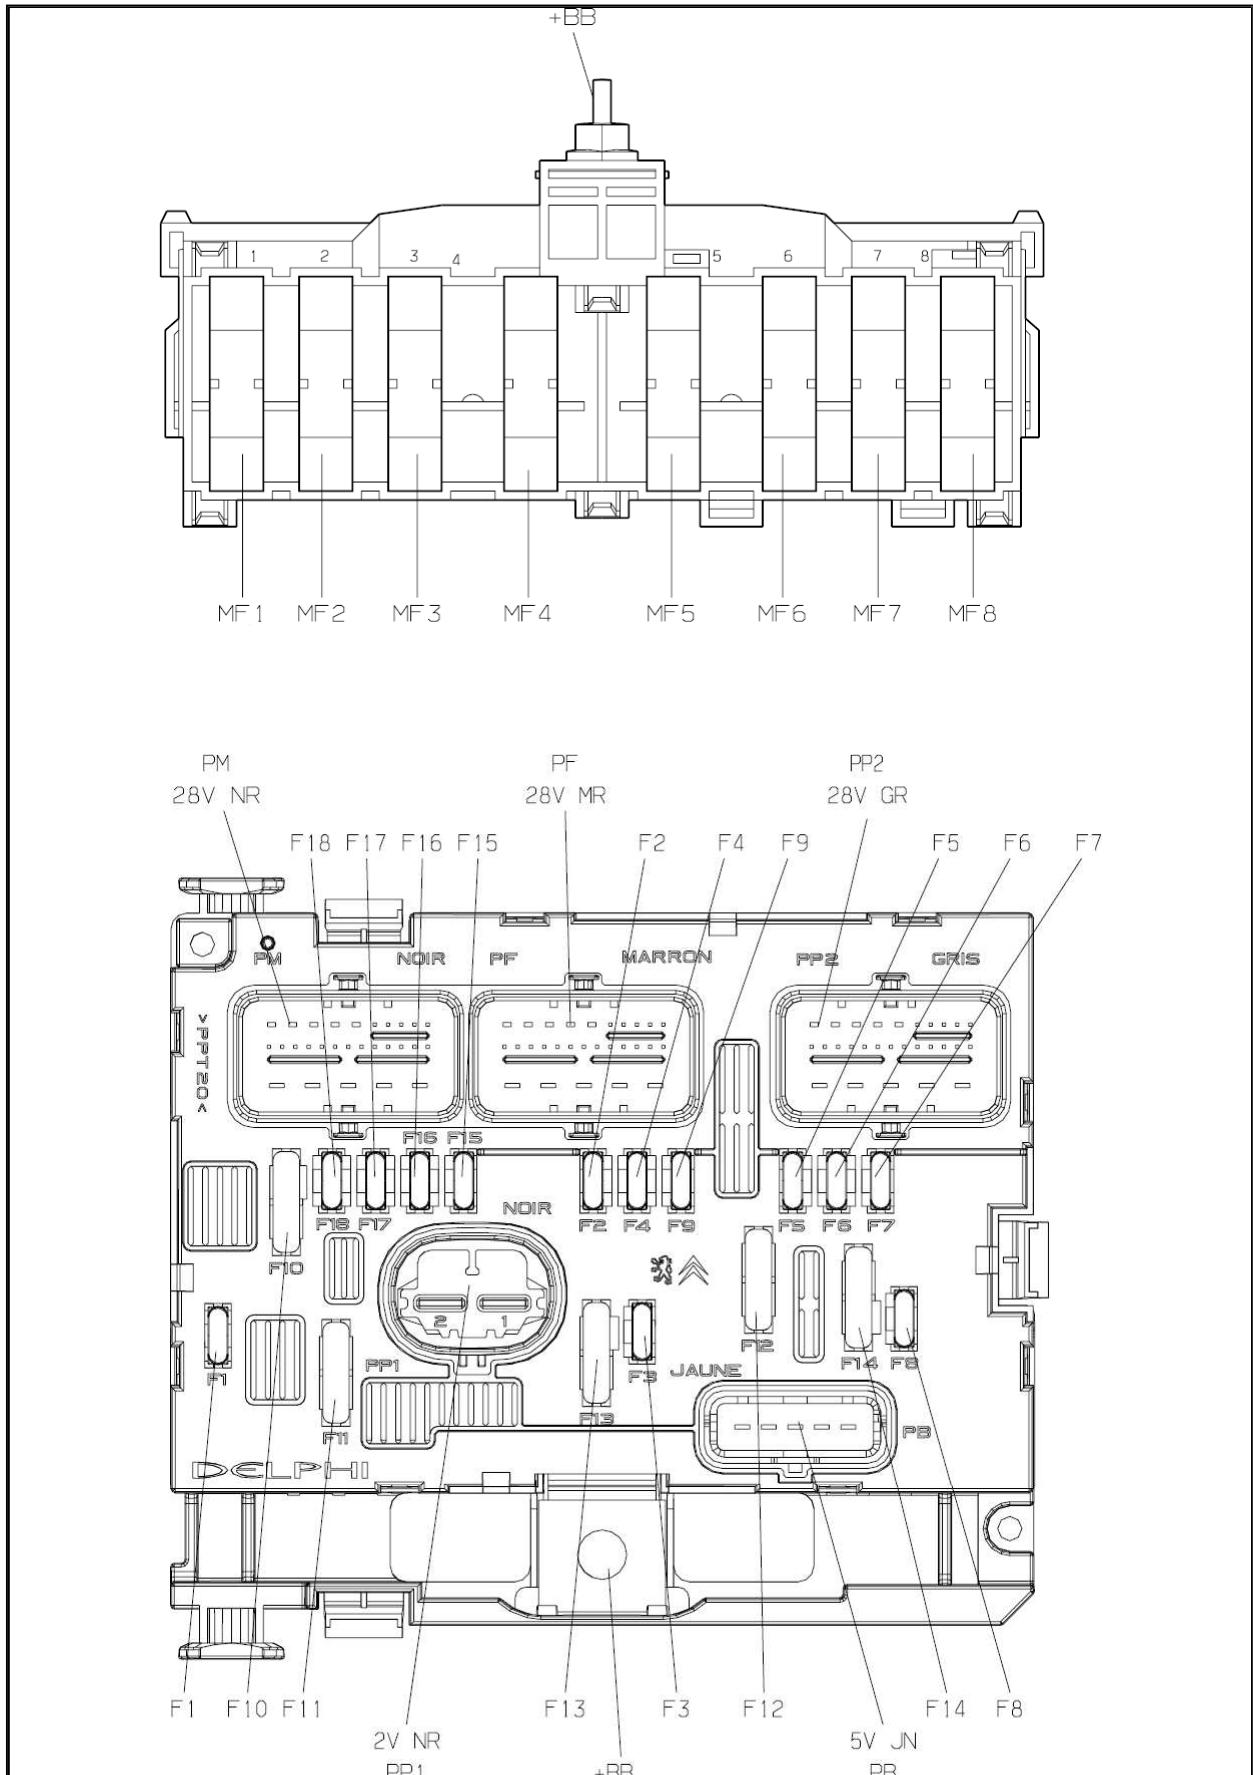 +BB
1 2 3 4 5 6 7 8
MF1 MF2 MF3 MF4 MF5 MF6 MF7 MF8
PM PF PP2
28V NR 28V MR 28V GR
F18 F17 F16 F15 F2 F4 F9 F5 F6 F7
PM NOIR PF MARRON PP2 GRIS
>PPT20<
F16 F15
F18 F17 NOIR F2 F4 F9 F5 F6 F7
F10
2 1
F12
F1 PP1 F3 JAUNE F14 F8
F11 F13 PB
DELPHI
F1 F10 F11 F13 F3 F12 F14 F8
2V NR 5V JN
PP1 +BB PB